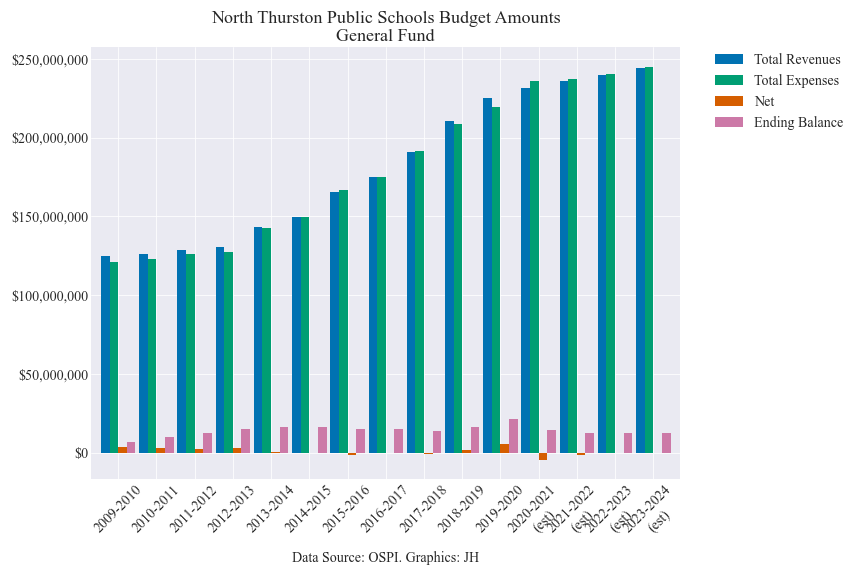 North Thurston Public Schools Budget Amounts
General Fund
Total Revenues
Total Expenses
Net
Ending Balance
$250,000,000
$200,000,000
$150,000,000
$100,000,000
$50,000,000
$0
2009-2010
2010-2011
2011-2012
2012-2013
2013-2014
2014-2015
2015-2016
2016-2017
2017-2018
2018-2019
2019-2020
2020-2021
(est)
2021-2022
(est)
2022-2023
(est)
2023-2024
(est)
Data Source: OSPI. Graphics: JH